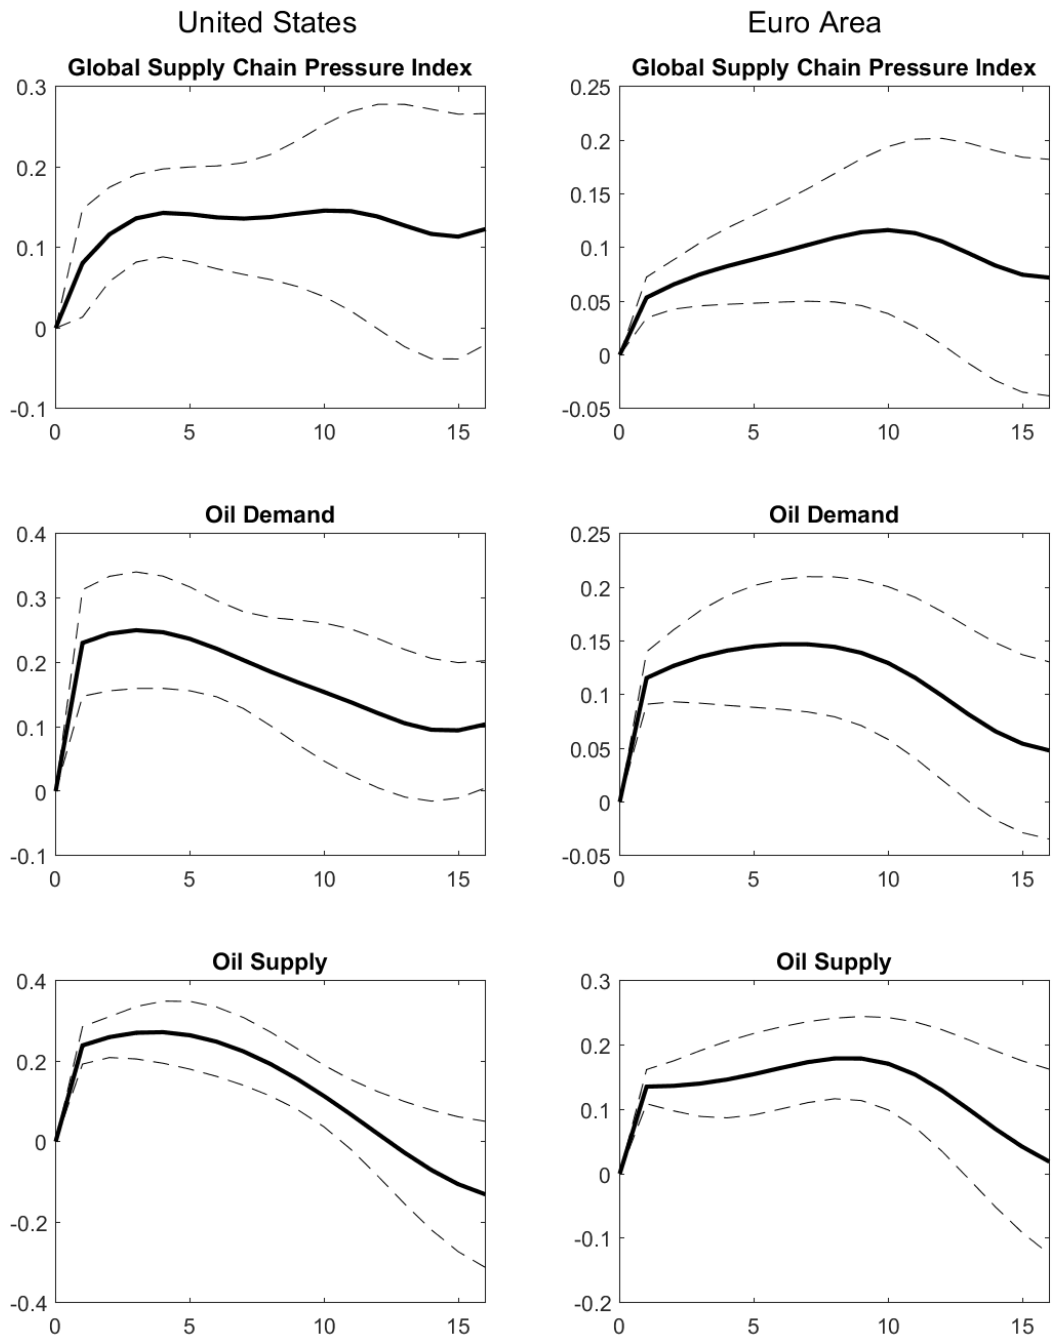 United States
Euro Area
Global Supply Chain Pressure Index
0.3
0.2
0.1
0
-0.1
0 5 10 15
Global Supply Chain Pressure Index
0.25
0.2
0.15
0.1
0.05
0
-0.05
0 5 10 15
Oil Demand
0.4
0.3
0.2
0.1
0
-0.1
0 5 10 15
Oil Demand
0.25
0.2
0.15
0.1
0.05
0
-0.05
0 5 10 15
Oil Supply
0.4
0.2
0
-0.2
-0.4
0 5 10 15
Oil Supply
0.3
0.2
0.1
0
-0.1
-0.2
0 5 10 15